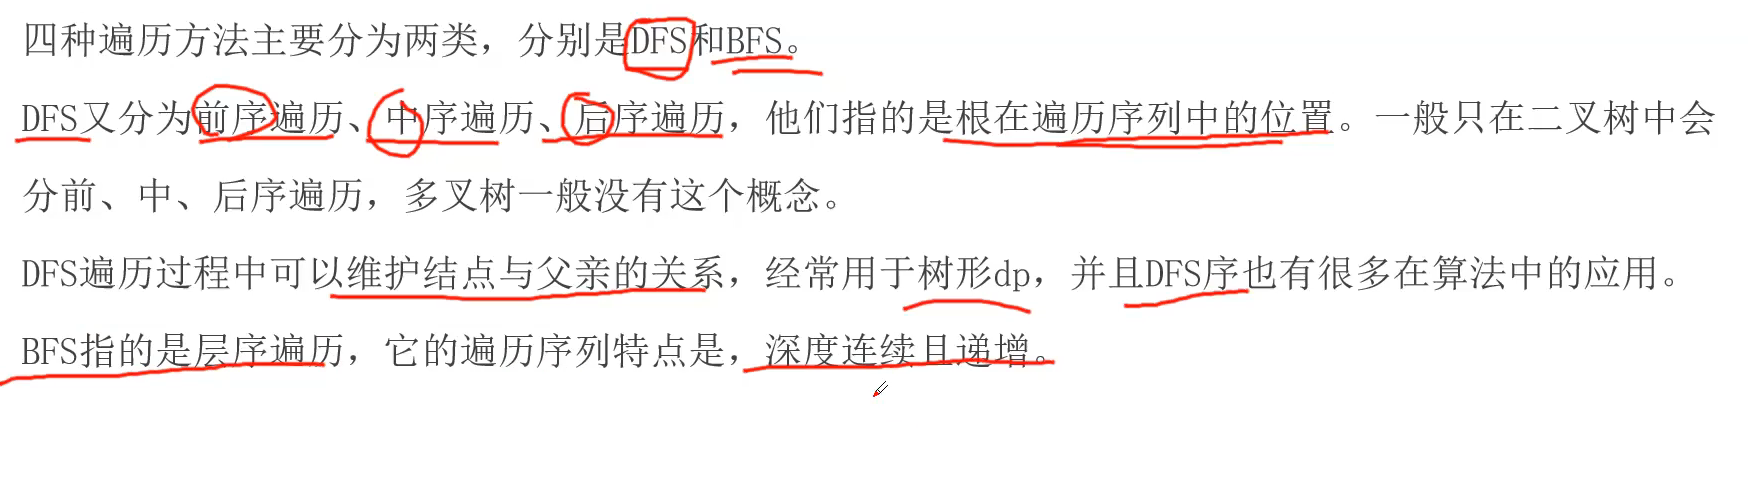 四种遍历方法主要分为两类，分别是DFS和BFS。
DFS又分为前序遍历、中序遍历、后序遍历，他们指的是根在遍历序列中的位置。一般只在二叉树中会
分前、中、后序遍历，多叉树一般没有这个概念。
DFS遍历过程中可以维护结点与父亲的关系，经常用于树形dp，并且DFS序也有很多在算法中的应用。
BFS指的是层序遍历，它的遍历序列特点是，深度连续且递增。